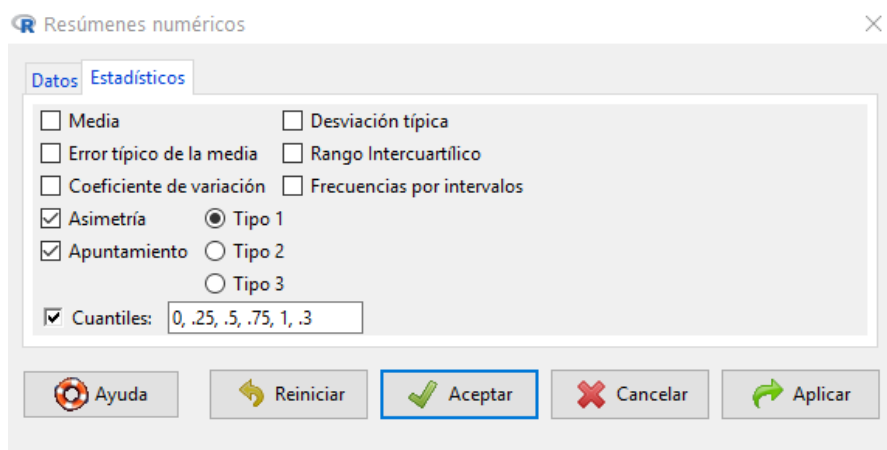 Resúmenes numéricos
Datos Estadísticos
Media Desviación típica
Error típico de la media Rango Intercuartílico
Coeficiente de variación Frecuencias por intervalos
Asimetría Tipo 1
Apuntamiento Tipo 2
Tipo 3
Cuantiles: 0, .25, .5, .75, 1, .3
Ayuda Reiniciar Aceptar Cancelar Aplicar